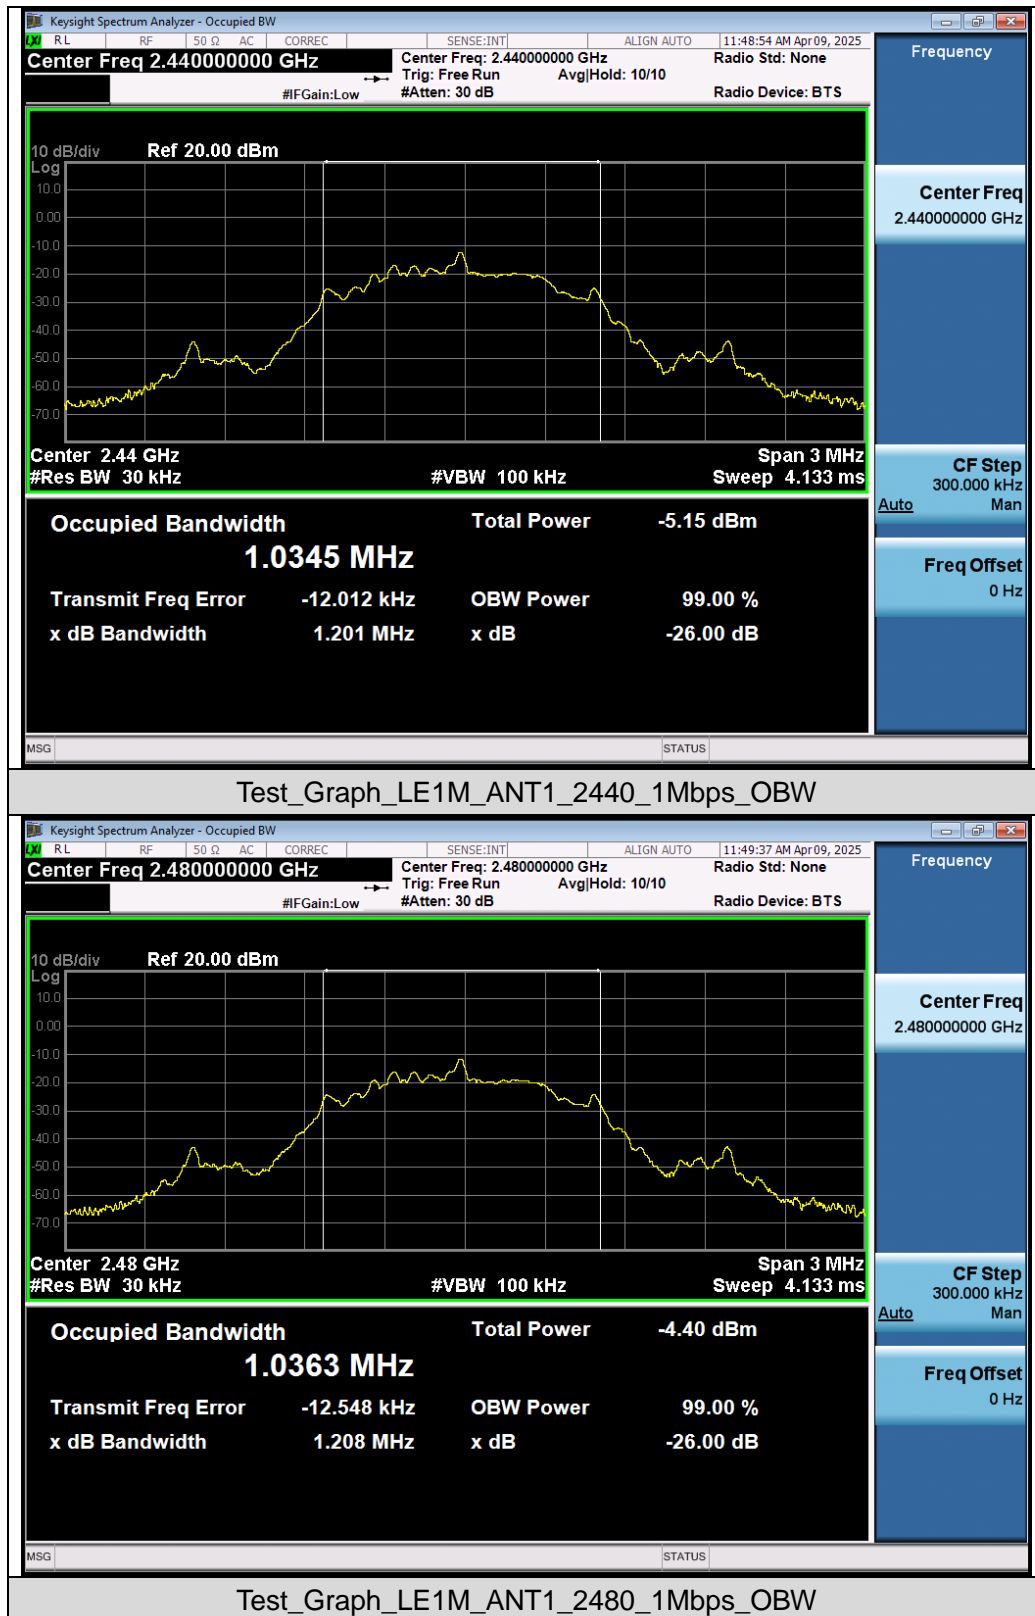 Keysight Spectrum Analyzer - Occupied BW
LXI RL RF 50 Ω AC CORREC SENSE:INT ALIGN AUTO 11:48:54 AM Apr 09, 2025
Center Freq 2.440000000 GHz
Center Freq: 2.440000000 GHz
Radio Std: None
Trig: Free Run Avg|Hold: 10/10
#IFGain:Low
#Atten: 30 dB
Radio Device: BTS
Frequency
10 dB/div Ref 20.00 dBm
Log
10.0
0.00
-10.0
-20.0
-30.0
-40.0
-50.0
-60.0
-70.0
Center Freq
2.440000000 GHz
Center 2.44 GHz Span 3 MHz
#Res BW 30 kHz #VBW 100 kHz Sweep 4.133 ms
CF Step
300.000 kHz
Auto Man
Occupied Bandwidth Total Power -5.15 dBm
1.0345 MHz
Transmit Freq Error -12.012 kHz OBW Power 99.00 %
x dB Bandwidth 1.201 MHz x dB -26.00 dB
Freq Offset
0 Hz
MSG STATUS
Test_Graph_LE1M_ANT1_2440_1Mbps_OBW
Keysight Spectrum Analyzer - Occupied BW
LXI RL RF 50 Ω AC CORREC SENSE:INT ALIGN AUTO 11:49:37 AM Apr 09, 2025
Center Freq 2.480000000 GHz
Center Freq: 2.480000000 GHz
Radio Std: None
Trig: Free Run Avg|Hold: 10/10
#IFGain:Low
#Atten: 30 dB
Radio Device: BTS
Frequency
10 dB/div Ref 20.00 dBm
Log
10.0
0.00
-10.0
-20.0
-30.0
-40.0
-50.0
-60.0
-70.0
Center Freq
2.480000000 GHz
Center 2.48 GHz Span 3 MHz
#Res BW 30 kHz #VBW 100 kHz Sweep 4.133 ms
CF Step
300.000 kHz
Auto Man
Occupied Bandwidth Total Power -4.40 dBm
1.0363 MHz
Transmit Freq Error -12.548 kHz OBW Power 99.00 %
x dB Bandwidth 1.208 MHz x dB -26.00 dB
Freq Offset
0 Hz
MSG STATUS
Test_Graph_LE1M_ANT1_2480_1Mbps_OBW